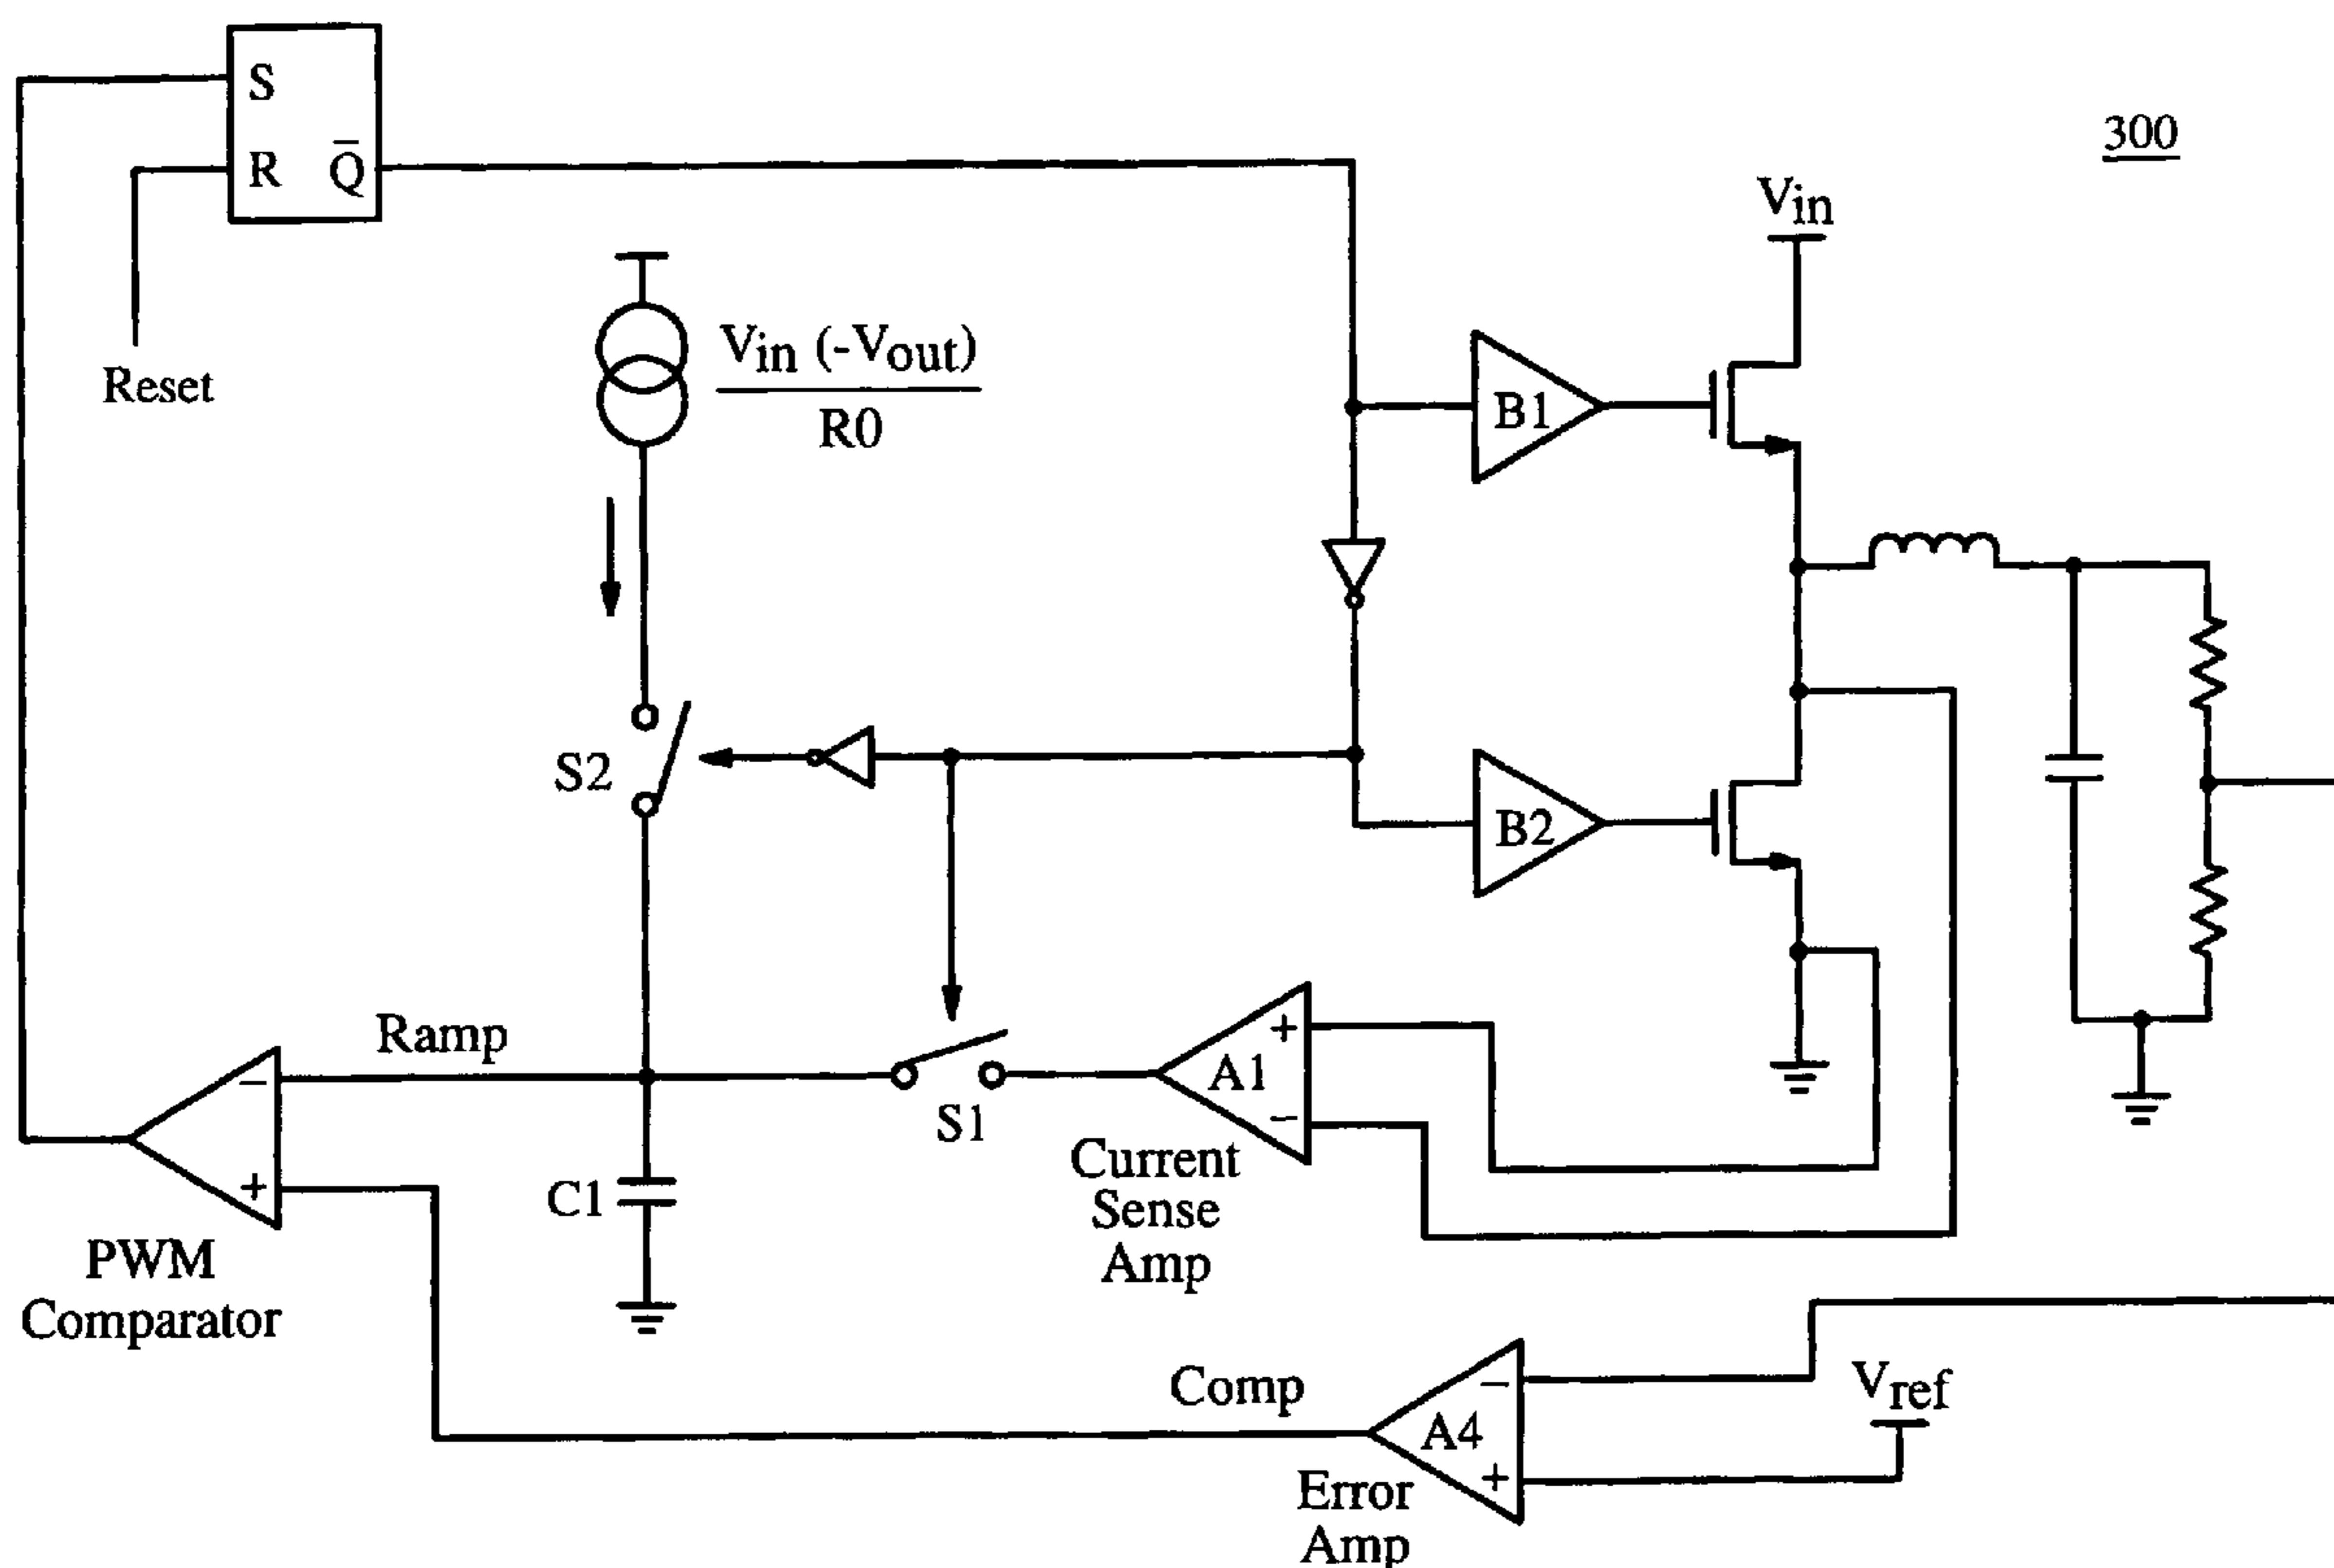 300
S
R
Q̄
Reset
Vin
Vin (-Vout)
R0
B1
S2
B2
Ramp
+
A1
−
−
+
S1
C1
Current
Sense
Amp
PWM
Comparator
Comp
−
A4
+
Vref
Error
Amp